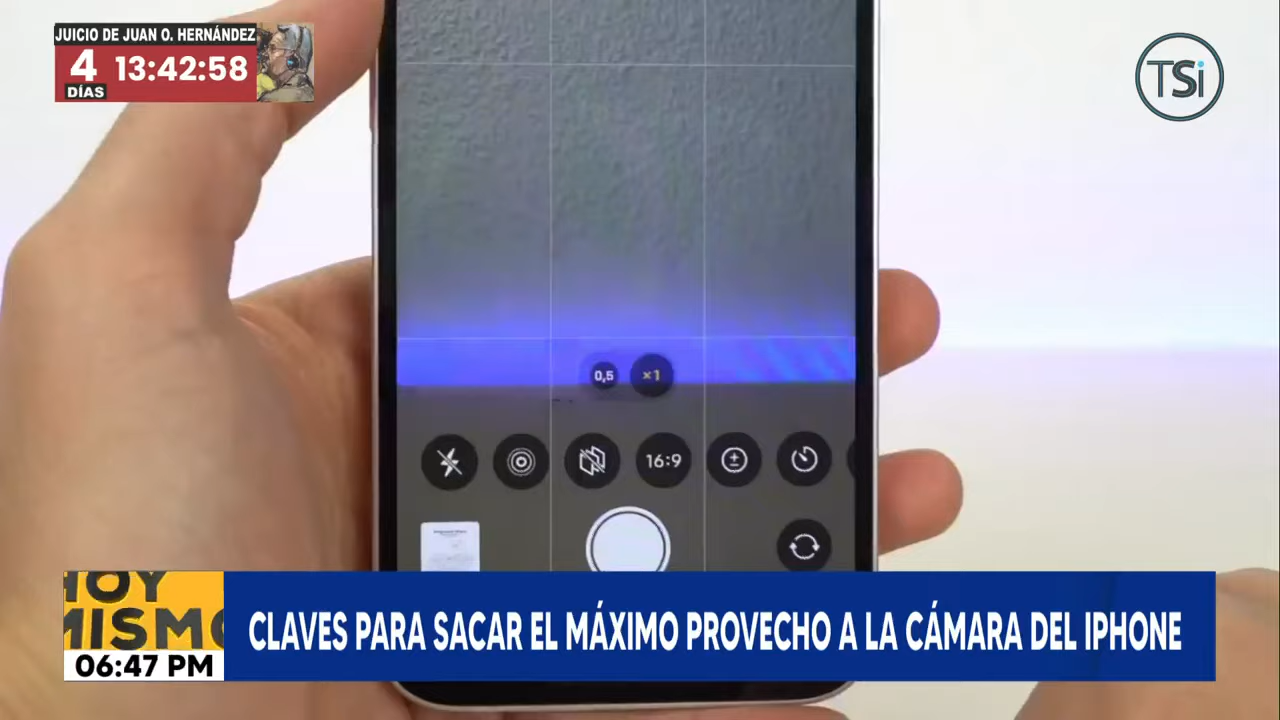 JUICIO DE JUAN O. HERNÁNDEZ
4 13:42:58
DÍAS
TSi
0,5 ×1
16:9
HOY
MISMO
06:47 PM
CLAVES PARA SACAR EL MÁXIMO PROVECHO A LA CÁMARA DEL IPHONE